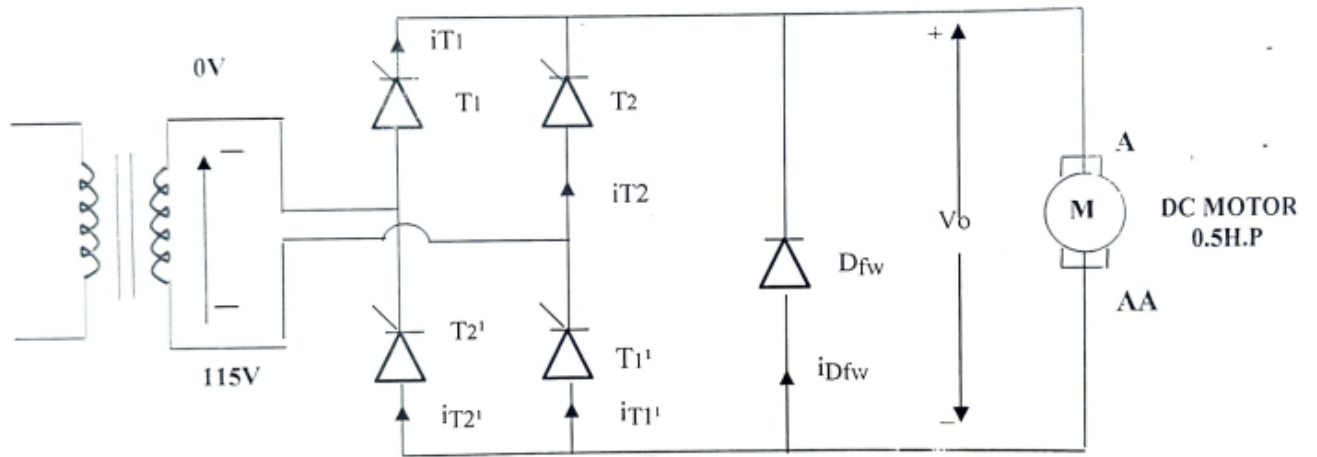 iT1
0V
T1
T2
+
A
iT2
M
DC MOTOR
0.5H.P
Vo
Dfw
AA
T2¹
T1¹
115V
iDfw
iT2¹
iT1¹